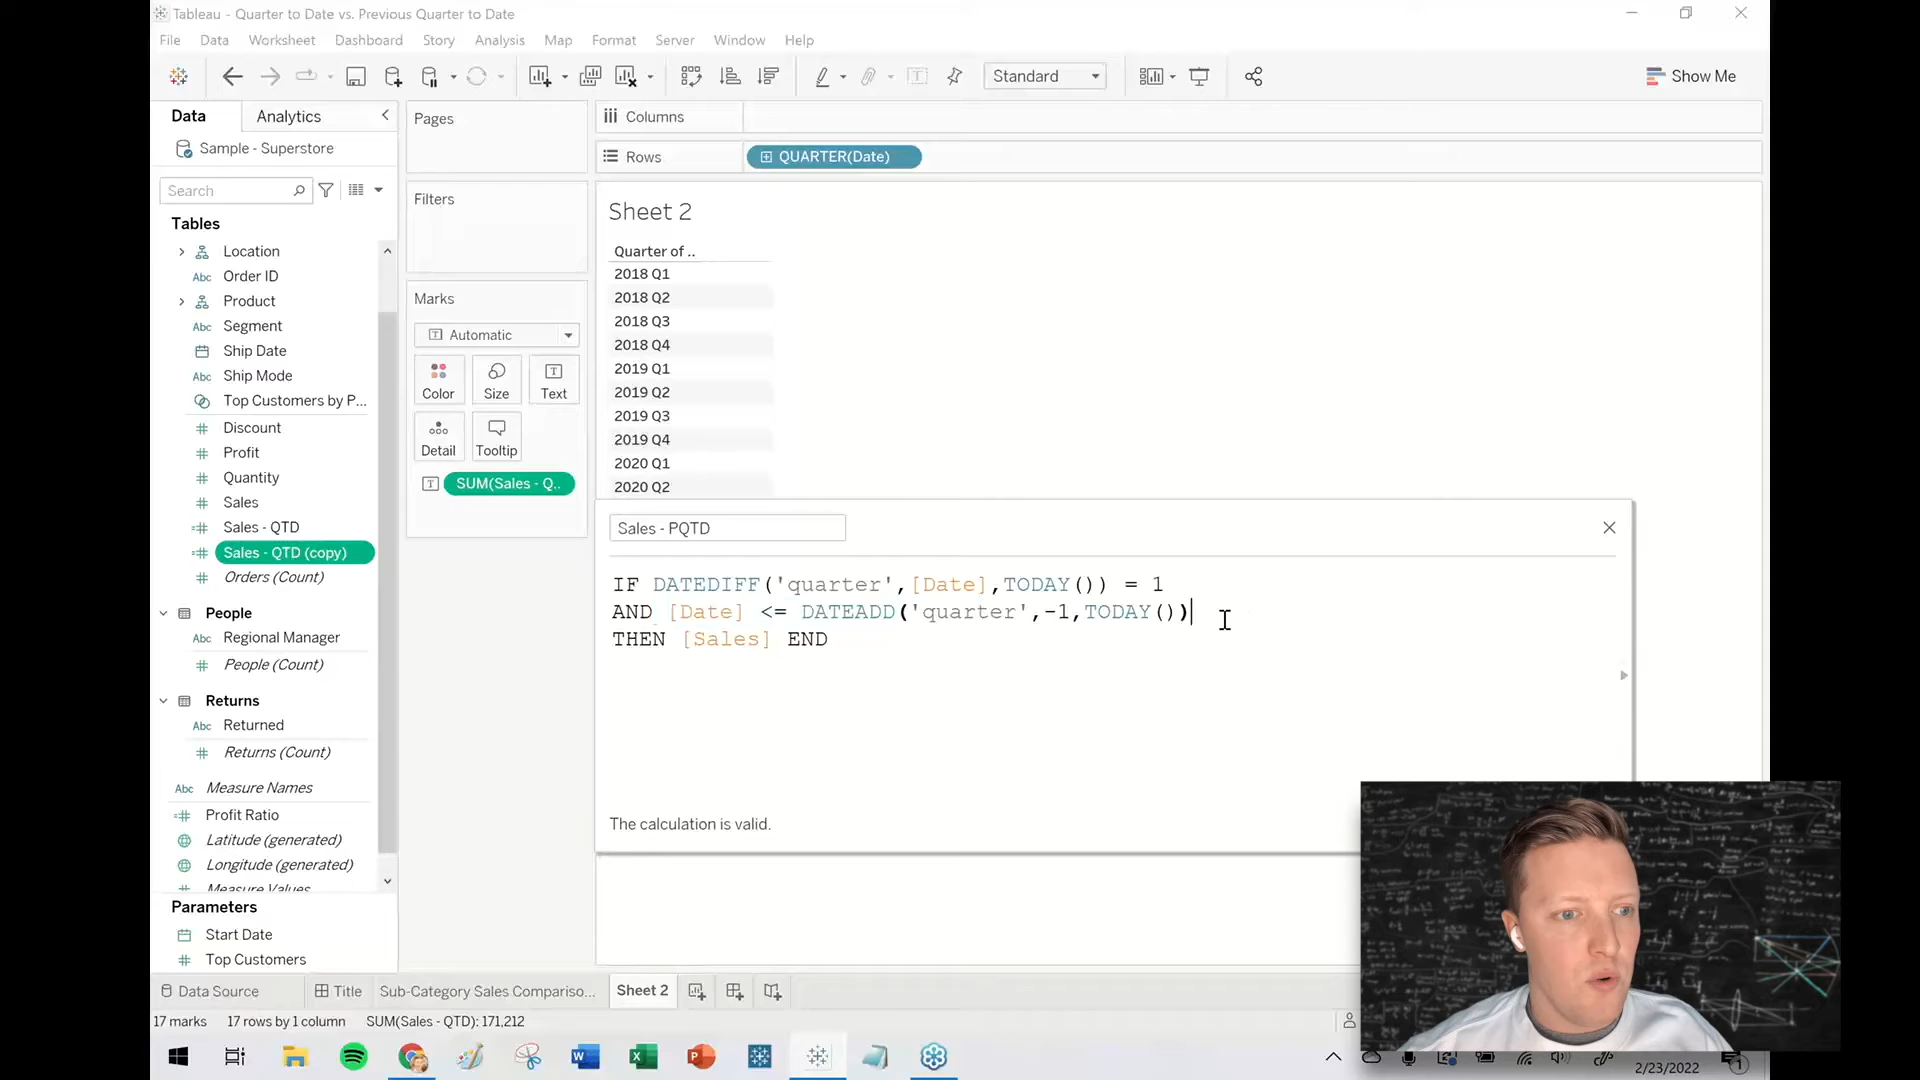 Tableau - Quarter to Date vs. Previous Quarter to Date
File Data Worksheet Dashboard Story Analysis Map Format Server Window Help
Standard
Show Me
Data
Analytics
Sample - Superstore
Search
Tables
Location
Abc Order ID
Product
Abc Segment
Ship Date
Abc Ship Mode
Top Customers by P...
Discount
Profit
Quantity
Sales
Sales - QTD
Sales - QTD (copy)
Orders (Count)
People
Abc Regional Manager
People (Count)
Returns
Abc Returned
Returns (Count)
Abc Measure Names
Profit Ratio
Latitude (generated)
Longitude (generated)
Measure Values
Parameters
Start Date
Top Customers
Pages
Filters
Marks
Automatic
Color
Size
Text
Detail
Tooltip
SUM(Sales - Q..
Columns
Rows
QUARTER(Date)
Sheet 2
Quarter of ..
2018 Q1
2018 Q2
2018 Q3
2018 Q4
2019 Q1
2019 Q2
2019 Q3
2019 Q4
2020 Q1
2020 Q2
Sales - PQTD
IF DATEDIFF('quarter',[Date],TODAY()) = 1
AND [Date] <= DATEADD('quarter',-1,TODAY())
THEN [Sales] END
The calculation is valid.
Data Source
Title
Sub-Category Sales Compariso...
Sheet 2
17 marks 17 rows by 1 column SUM(Sales - QTD): 171,212
2/23/2022